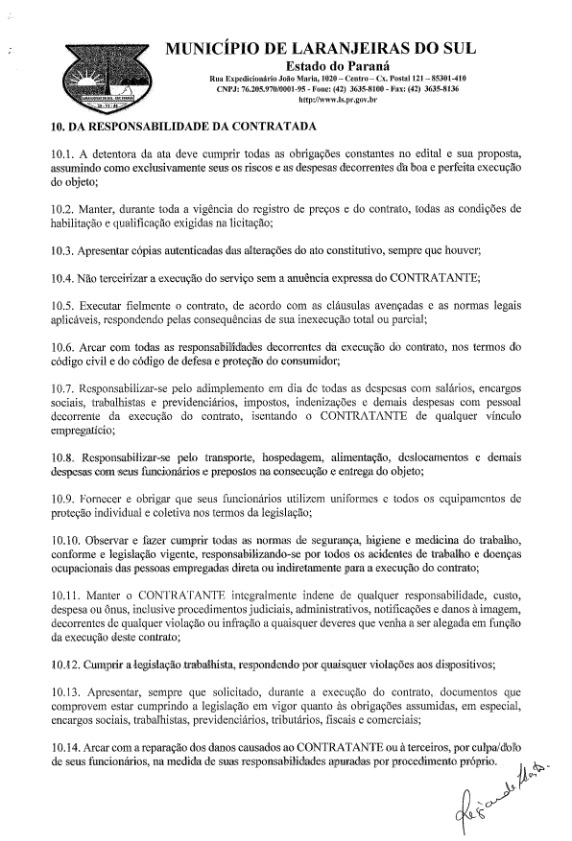 MUNICÍPIO DE LARANJEIRAS DO SUL
Estado do Paraná
Rua Expedicionário João Maria, 1020 – Centro – Cx. Postal 121 – 85301-410
CNPJ: 76.205.970/0001-95 - Fone: (42) 3635-8100 - Fax: (42) 3635-8136
http://www.ls.pr.gov.br
10. DA RESPONSABILIDADE DA CONTRATADA
10.1. A detentora da ata deve cumprir todas as obrigações constantes no edital e sua proposta,
assumindo como exclusivamente seus os riscos e as despesas decorrentes da boa e perfeita execução
do objeto;
10.2. Manter, durante toda a vigência do registro de preços e do contrato, todas as condições de
habilitação e qualificação exigidas na licitação;
10.3. Apresentar cópias autenticadas das alterações do ato constitutivo, sempre que houver;
10.4. Não terceirizar a execução do serviço sem a anuência expressa do CONTRATANTE;
10.5. Executar fielmente o contrato, de acordo com as cláusulas avençadas e as normas legais
aplicáveis, respondendo pelas consequências de sua inexecução total ou parcial;
10.6. Arcar com todas as responsabilidades decorrentes da execução do contrato, nos termos do
código civil e do código de defesa e proteção do consumidor;
10.7. Responsabilizar-se pelo adimplemento em dia de todas as despesas com salários, encargos
sociais, trabalhistas e previdenciários, impostos, indenizações e demais despesas com pessoal
decorrente da execução do contrato, isentando o CONTRATANTE de qualquer vínculo
empregatício;
10.8. Responsabilizar-se pelo transporte, hospedagem, alimentação, deslocamentos e demais
despesas com seus funcionários e prepostos na consecução e entrega do objeto;
10.9. Fornecer e obrigar que seus funcionários utilizem uniformes e todos os equipamentos de
proteção individual e coletiva nos termos da legislação;
10.10. Observar e fazer cumprir todas as normas de segurança, higiene e medicina do trabalho,
conforme e legislação vigente, responsabilizando-se por todos os acidentes de trabalho e doenças
ocupacionais das pessoas empregadas direta ou indiretamente para a execução do contrato;
10.11. Manter o CONTRATANTE integralmente indene de qualquer responsabilidade, custo,
despesa ou ônus, inclusive procedimentos judiciais, administrativos, notificações e danos à imagem,
decorrentes de qualquer violação ou infração a quaisquer deveres que venha a ser alegada em função
da execução deste contrato;
10.12. Cumprir a legislação trabalhista, respondendo por quaisquer violações aos dispositivos;
10.13. Apresentar, sempre que solicitado, durante a execução do contrato, documentos que
comprovem estar cumprindo a legislação em vigor quanto às obrigações assumidas, em especial,
encargos sociais, trabalhistas, previdenciários, tributários, fiscais e comerciais;
10.14. Arcar com a reparação dos danos causados ao CONTRATANTE ou à terceiros, por culpa/dolo
de seus funcionários, na medida de suas responsabilidades apuradas por procedimento próprio.